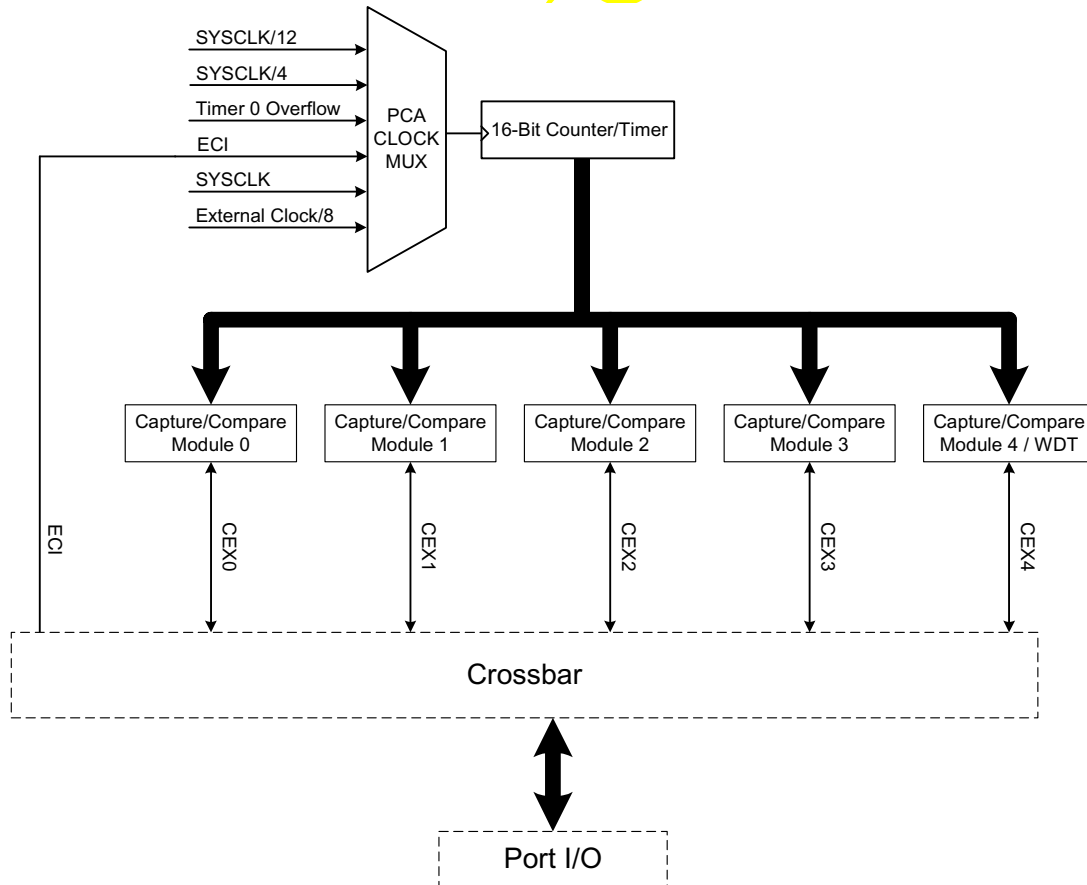 SYSCLK/12
SYSCLK/4
Timer 0 Overflow
ECI
SYSCLK
External Clock/8
PCA
CLOCK
MUX
16-Bit Counter/Timer
Capture/Compare
Module 0
Capture/Compare
Module 1
Capture/Compare
Module 2
Capture/Compare
Module 3
Capture/Compare
Module 4 / WDT
ECI
CEX0
CEX1
CEX2
CEX3
CEX4
Crossbar
Port I/O